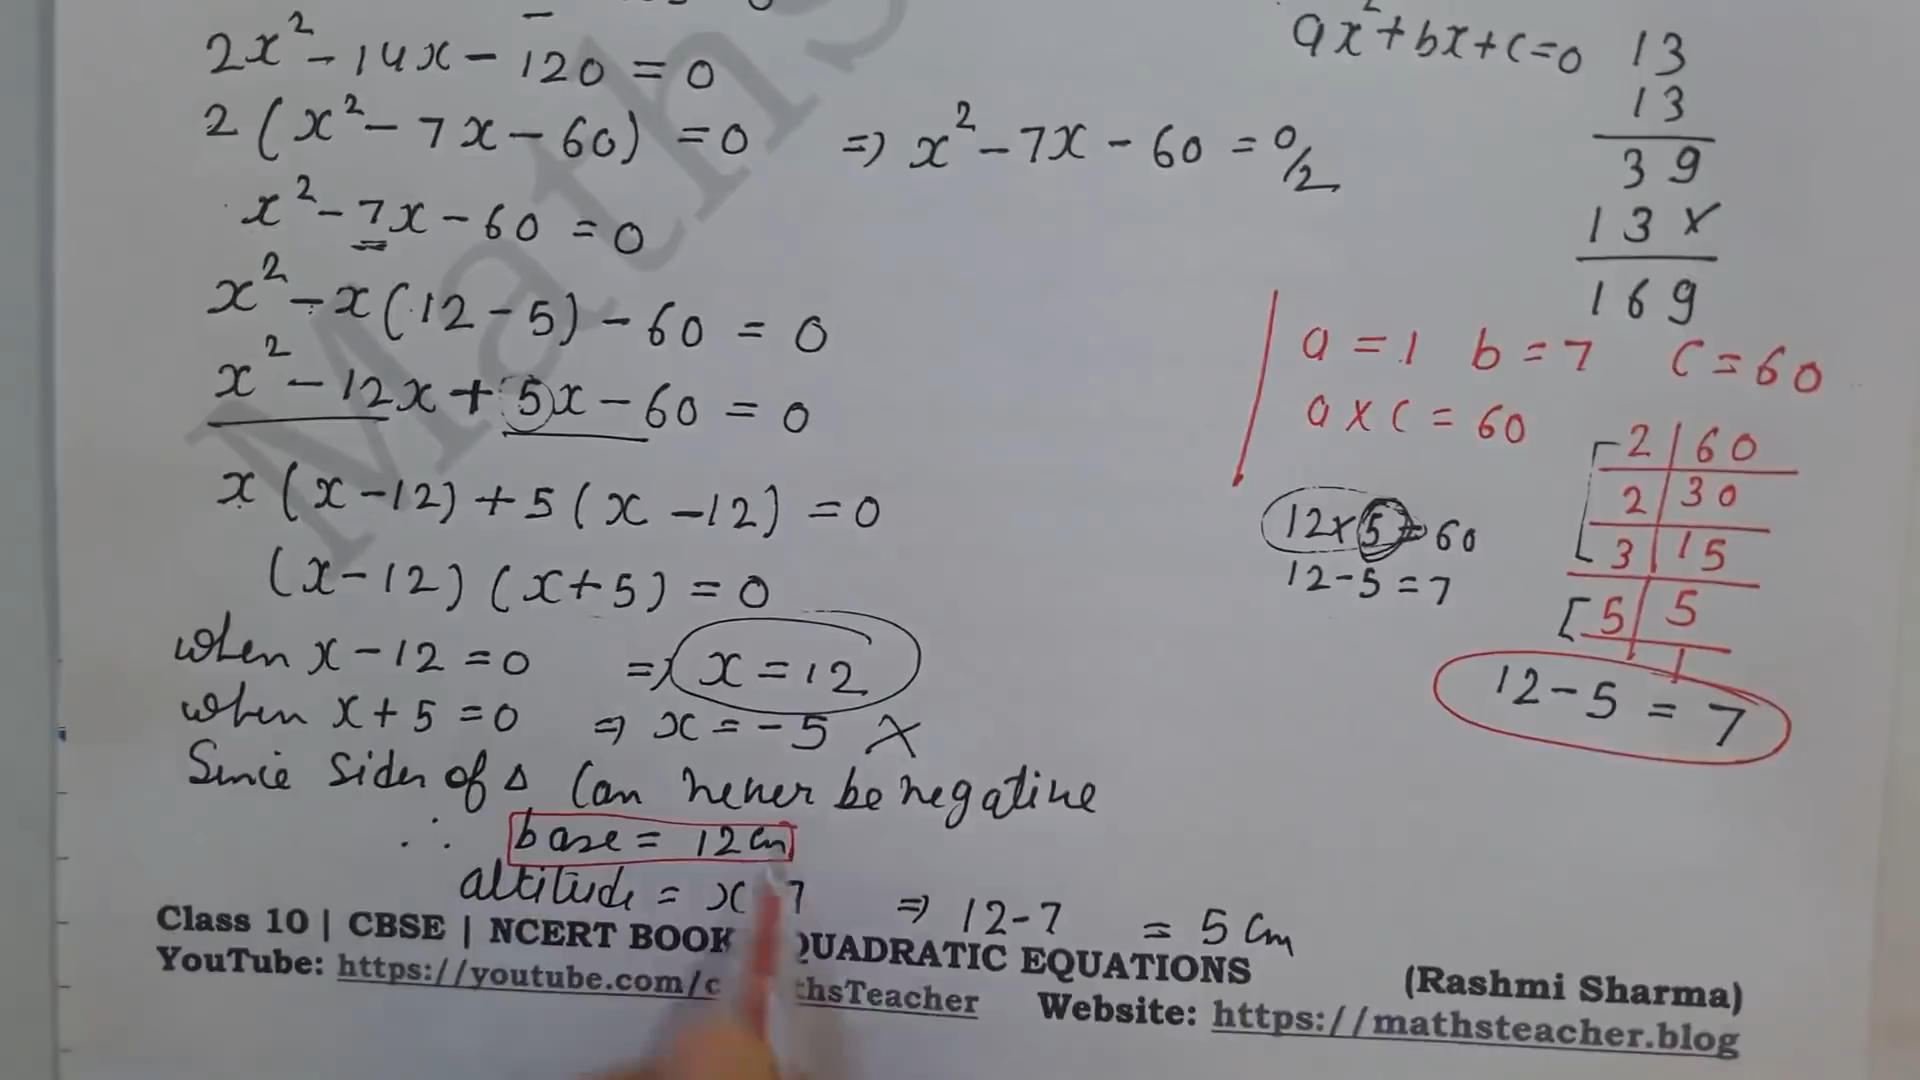 2x² - 14x - 120 = 0
2 (x² - 7x - 60) = 0 => x² - 7x - 60 = 0/2
x² - 7x - 60 = 0
x² - x (12 - 5) - 60 = 0
x² - 12x + 5x - 60 = 0
x (x - 12) + 5 (x - 12) = 0
(x - 12) (x + 5) = 0
when x - 12 = 0 => x = 12
when x + 5 = 0 => x = -5 X
Since sides of Δ can never be negative
∴ base = 12 cm
altitude = x 7 => 12 - 7 = 5 cm
ax² + bx + c = 0
13
13
39
13 x
169
a = 1 b = 7 c = 60
a x c = 60
2 | 60
2 | 30
3 | 15
5 | 5
1
12 x 5 = 60
12 - 5 = 7
12 - 5 = 7
Maths
Class 10 | CBSE | NCERT BOOK QUADRATIC EQUATIONS (Rashmi Sharma)
YouTube: https://youtube.com/c thsTeacher Website: https://mathsteacher.blog